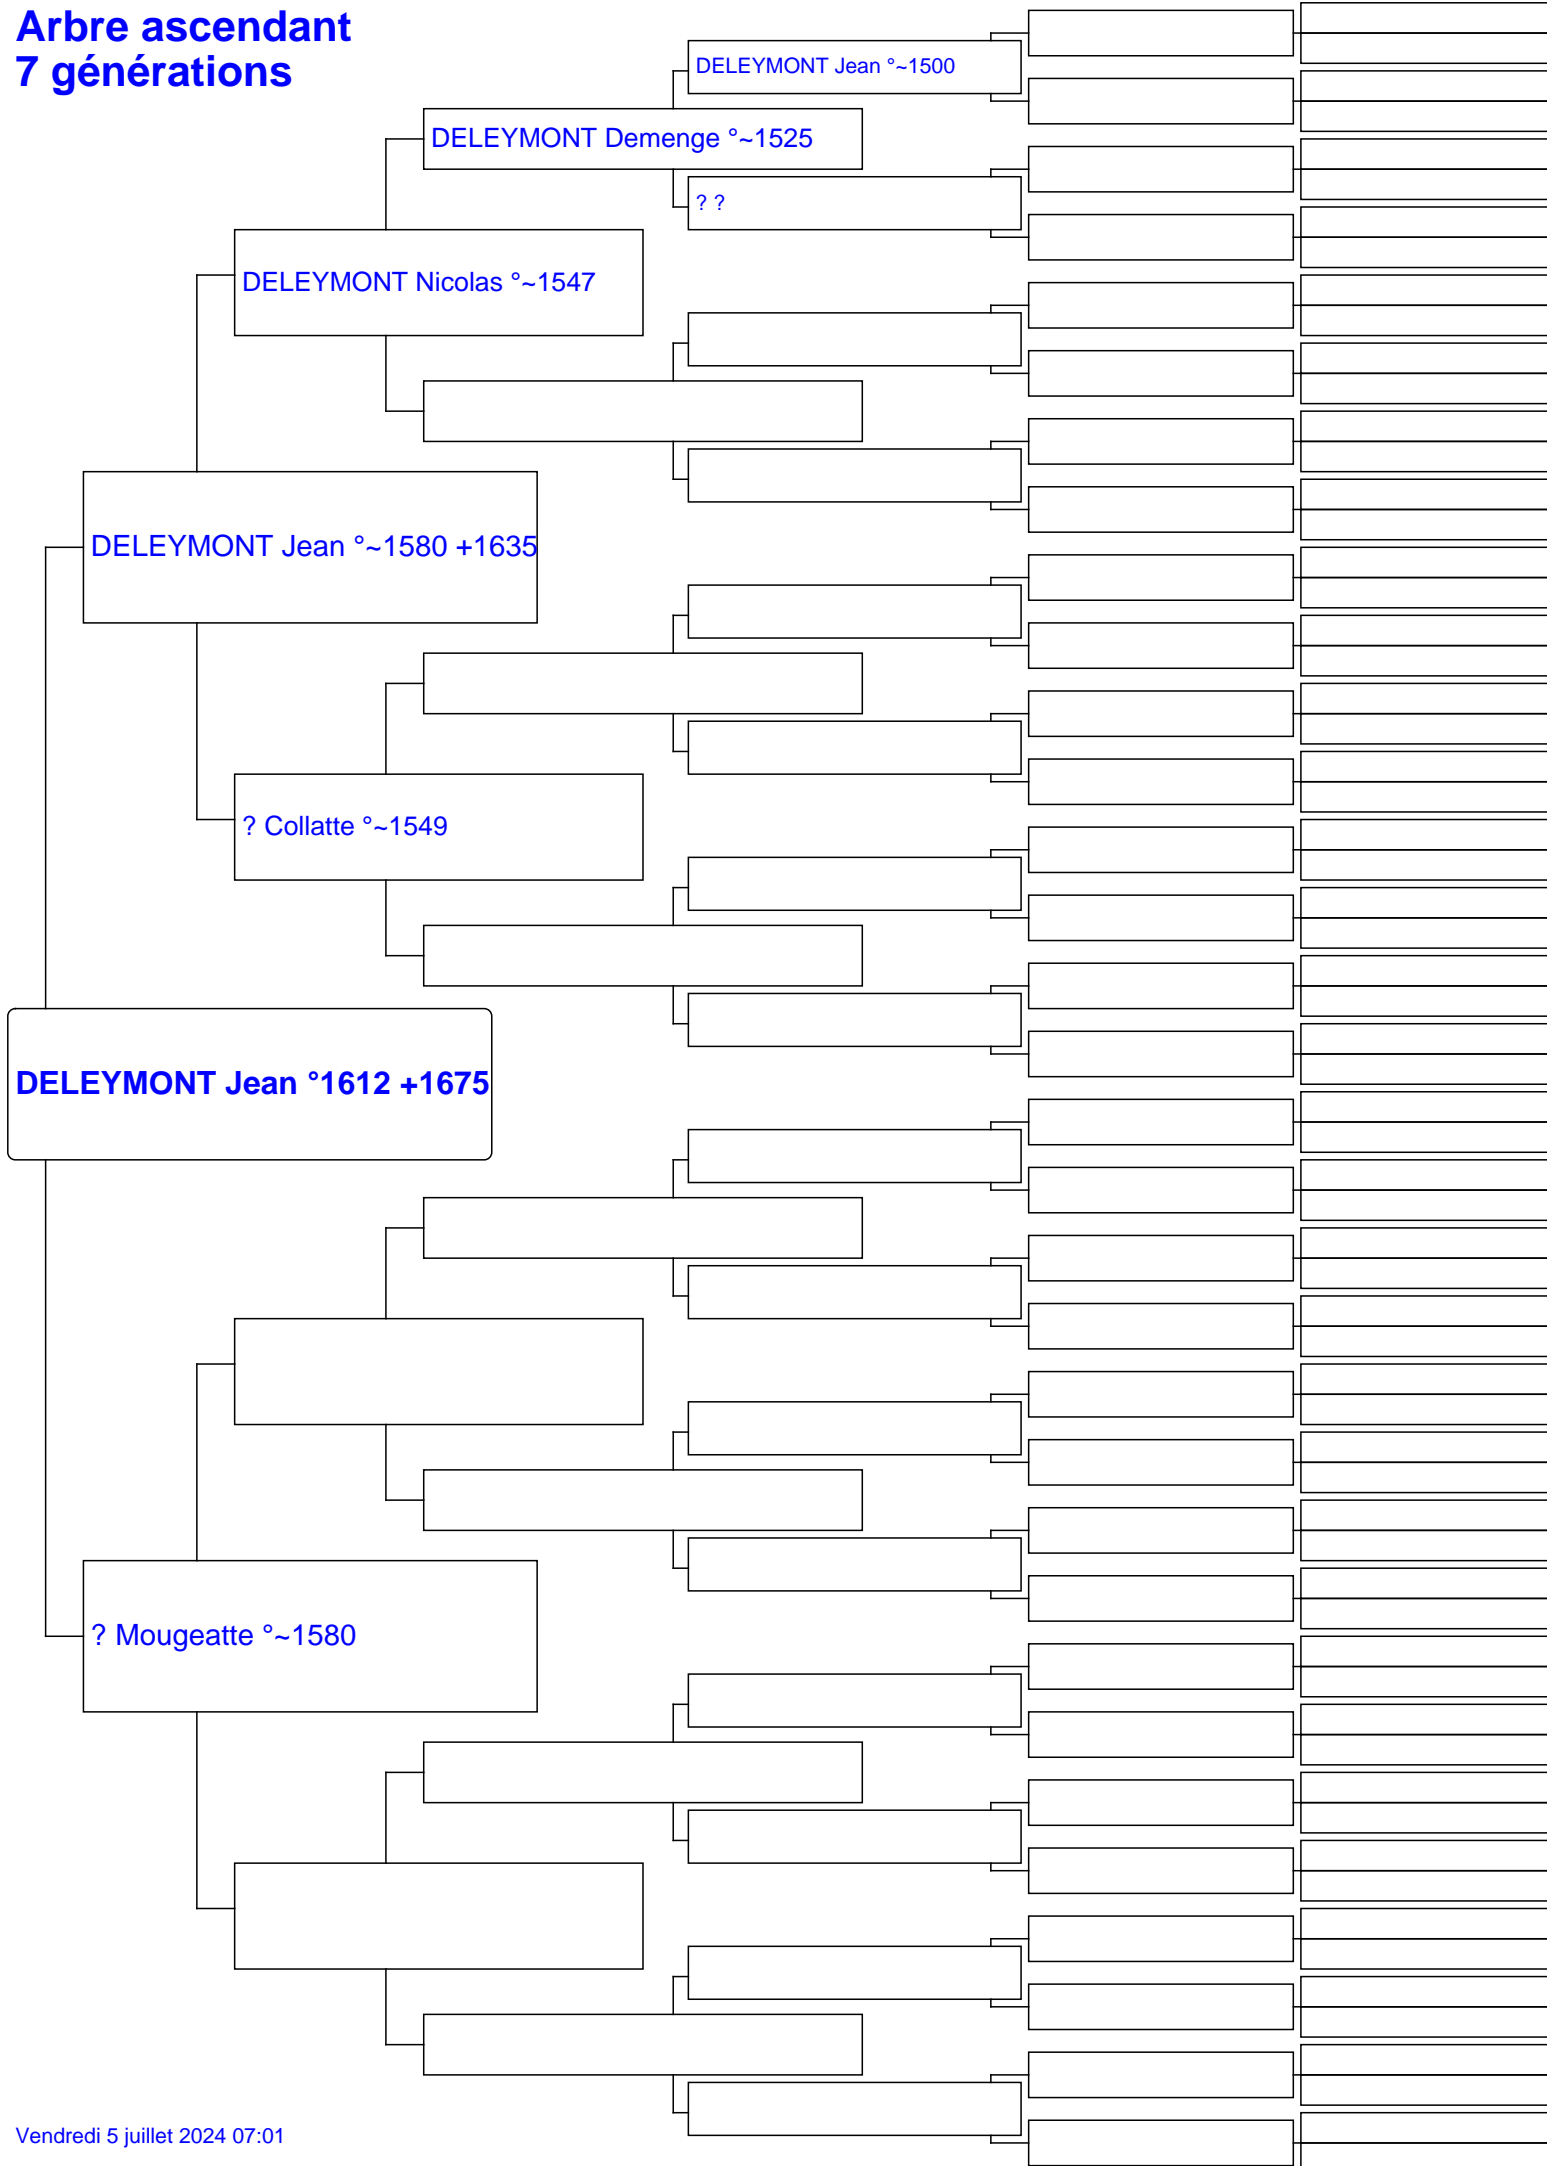 Arbre ascendant
7 générations
DELEYMONT Jean °~1500
DELEYMONT Demenge °~1525
? ?
DELEYMONT Nicolas °~1547
DELEYMONT Jean °~1580 +1635
? Collatte °~1549
DELEYMONT Jean °1612 +1675
? Mougeatte °~1580
Vendredi 5 juillet 2024 07:01